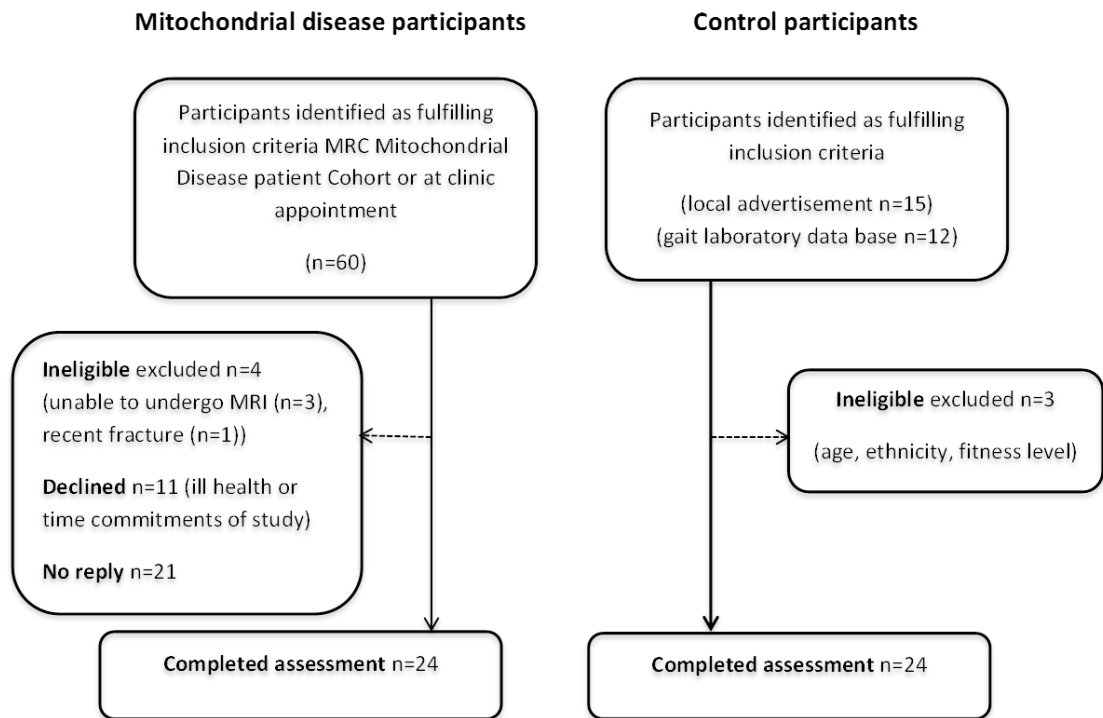 Mitochondrial disease participants
Participants identified as fulfilling
inclusion criteria MRC Mitochondrial
Disease patient Cohort or at clinic
appointment
(n=60)
Ineligible excluded n=4
(unable to undergo MRI (n=3),
recent fracture (n=1))
Declined n=11 (ill health or
time commitments of study)
No reply n=21
Completed assessment n=24
Control participants
Participants identified as fulfilling
inclusion criteria
(local advertisement n=15)
(gait laboratory data base n=12)
Ineligible excluded n=3
(age, ethnicity, fitness level)
Completed assessment n=24